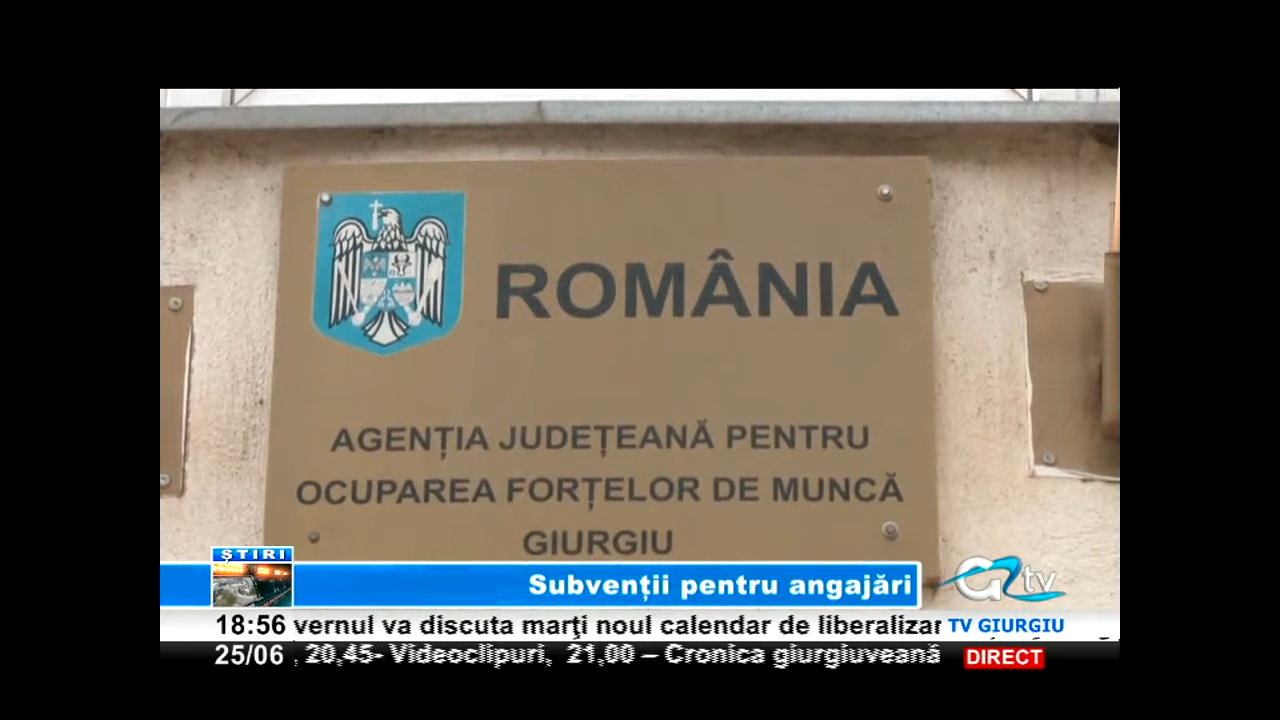 ROMÂNIA
AGENȚIA JUDEȚEANĂ PENTRU
OCUPAREA FORȚELOR DE MUNCĂ
GIURGIU
ȘTIRI
Subvenții pentru angajări
G tv
18:56 vernul va discuta marţi noul calendar de liberalizar
TV GIURGIU
25/06 , 20,45- Videoclipuri, 21,00 – Cronica giurgiuveană
DIRECT